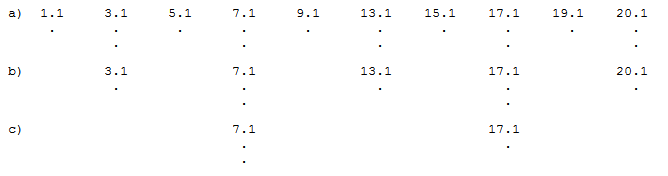 a) 1.1 3.1 5.1 7.1 9.1 13.1 15.1 17.1 19.1 20.1
. . . . . . . . . .
. . . . .
b) 3.1 7.1 13.1 17.1 20.1
. . . . .
. .
c) 7.1 17.1
. .
.